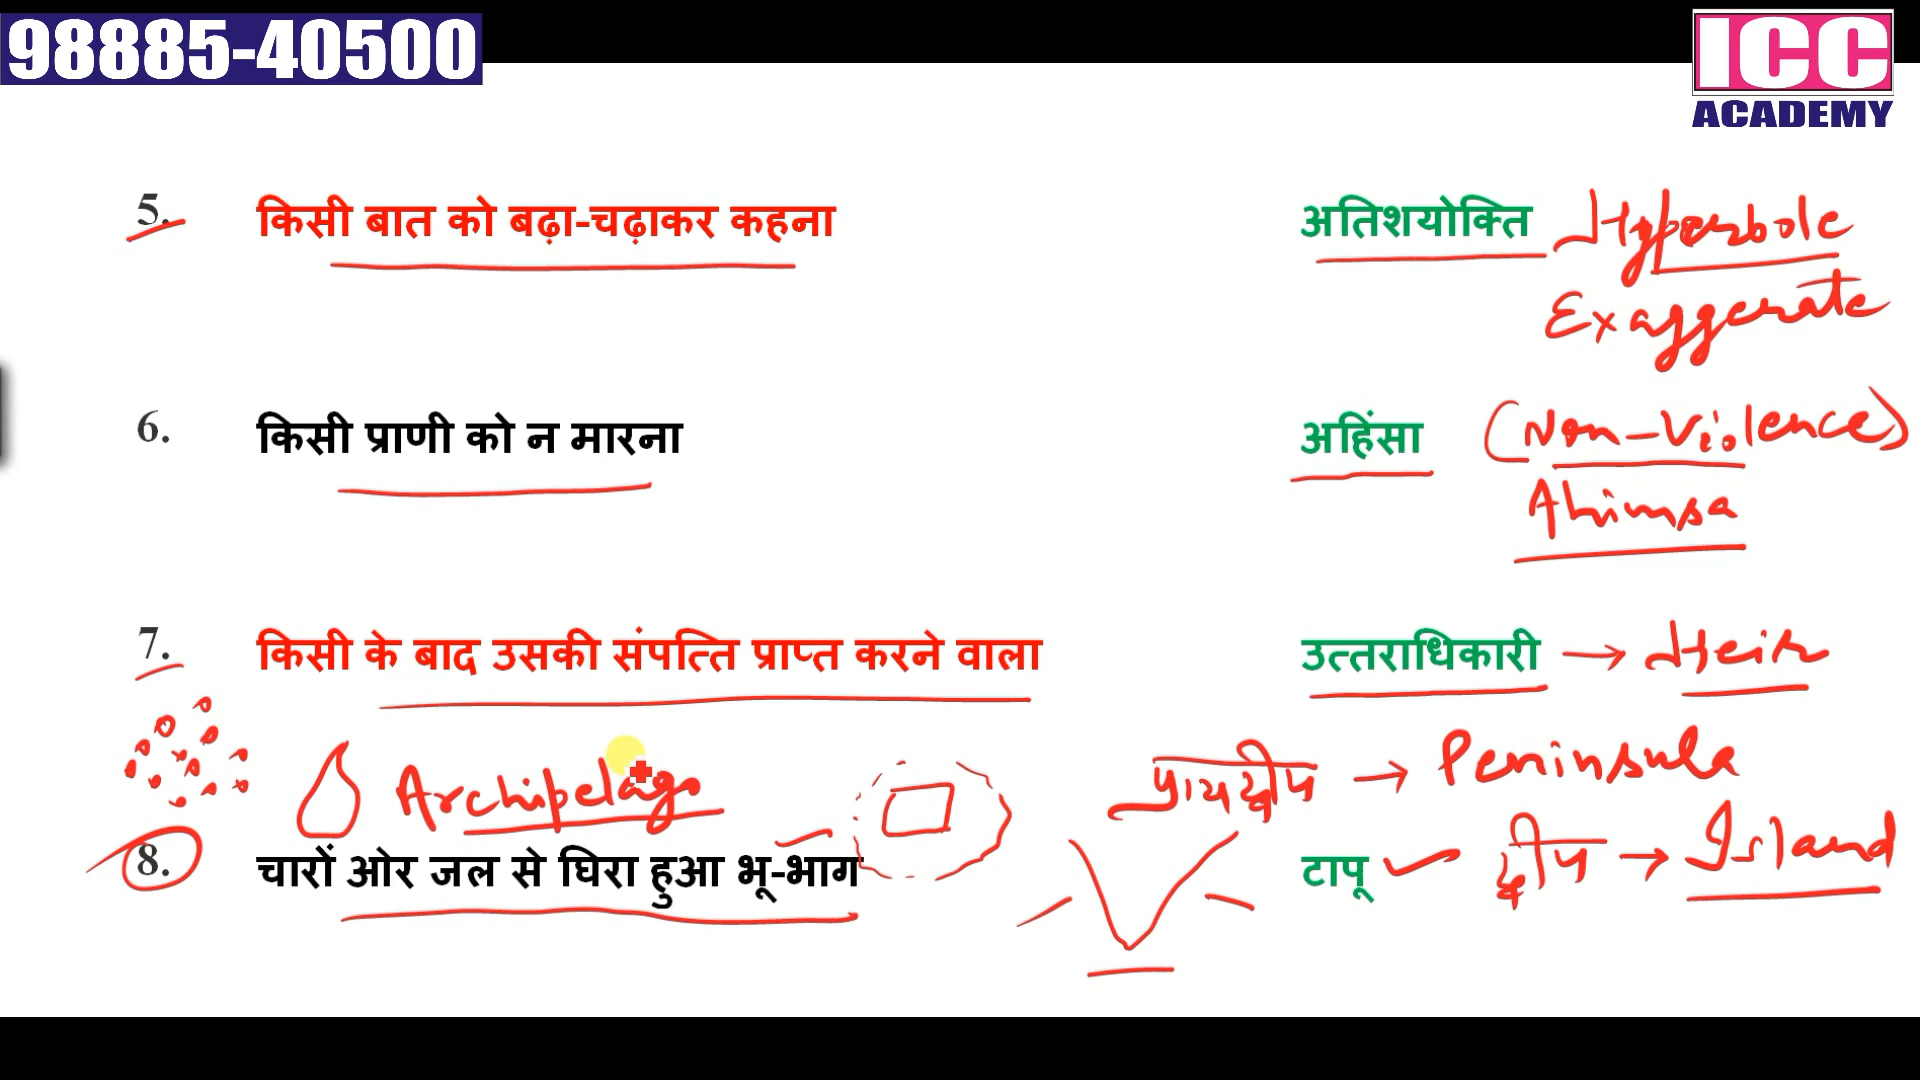 98885-40500
ICC
ACADEMY
5. किसी बात को बढ़ा-चढ़ाकर कहना अतिशयोक्ति Hyperbole
Exaggerate
6. किसी प्राणी को न मारना अहिंसा (Non-Violence)
Ahimsa
7. किसी के बाद उसकी संपत्ति प्राप्त करने वाला उत्तराधिकारी → Heir
Archipelago प्रायद्वीप → Peninsula
8. चारों ओर जल से घिरा हुआ भू-भाग टापू द्वीप → Island